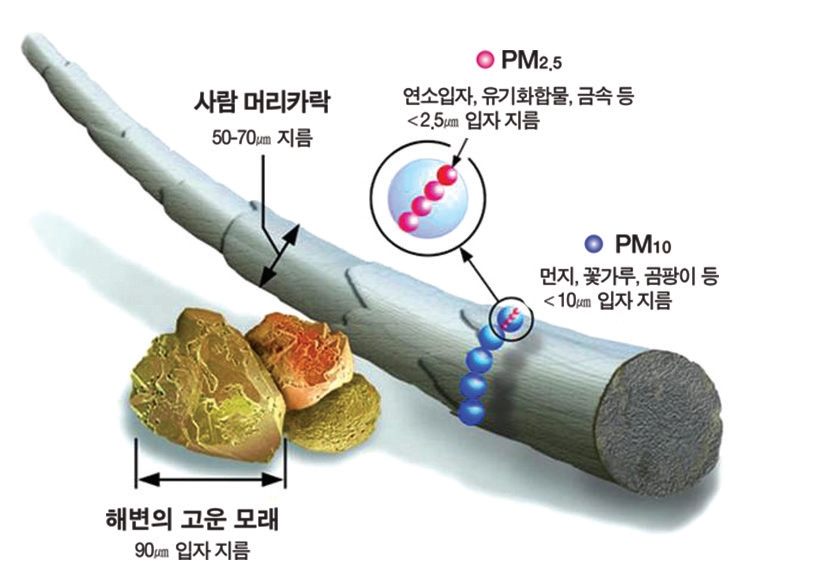 PM2.5
연소입자, 유기화합물, 금속 등
<2.5㎛ 입자 지름
사람 머리카락
50-70㎛ 지름
PM10
먼지, 꽃가루, 곰팡이 등
<10㎛ 입자 지름
해변의 고운 모래
90㎛ 입자 지름